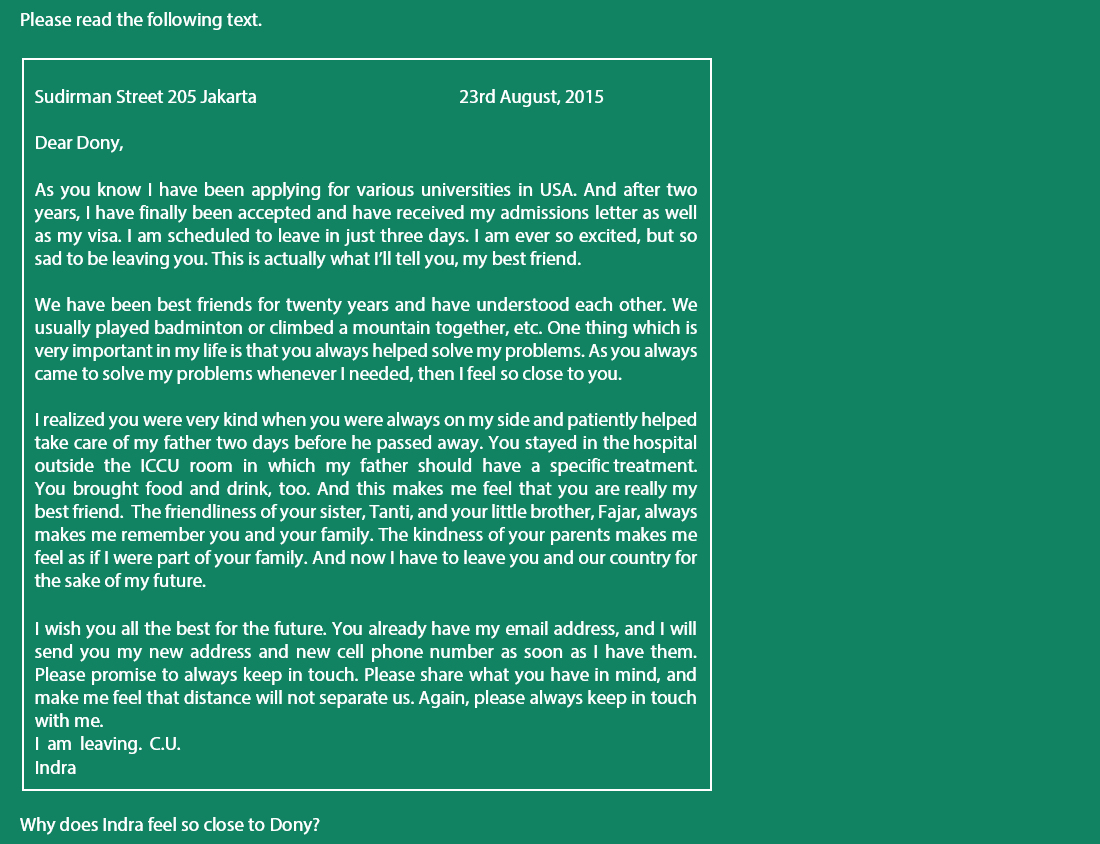 Please read the following text.
Sudirman Street 205 Jakarta 23rd August, 2015
Dear Dony,
As you know I have been applying for various universities in USA. And after two
years, I have finally been accepted and have received my admissions letter as well
as my visa. I am scheduled to leave in just three days. I am ever so excited, but so
sad to be leaving you. This is actually what I'll tell you, my best friend.
We have been best friends for twenty years and have understood each other. We
usually played badminton or climbed a mountain together, etc. One thing which is
very important in my life is that you always helped solve my problems. As you always
came to solve my problems whenever I needed, then I feel so close to you.
I realized you were very kind when you were always on my side and patiently helped
take care of my father two days before he passed away. You stayed in the hospital
outside the ICCU room in which my father should have a specific treatment.
You brought food and drink, too. And this makes me feel that you are really my
best friend. The friendliness of your sister, Tanti, and your little brother, Fajar, always
makes me remember you and your family. The kindness of your parents makes me
feel as if I were part of your family. And now I have to leave you and our country for
the sake of my future.
I wish you all the best for the future. You already have my email address, and I will
send you my new address and new cell phone number as soon as I have them.
Please promise to always keep in touch. Please share what you have in mind, and
make me feel that distance will not separate us. Again, please always keep in touch
with me.
I am leaving. C.U.
Indra
Why does Indra feel so close to Dony?